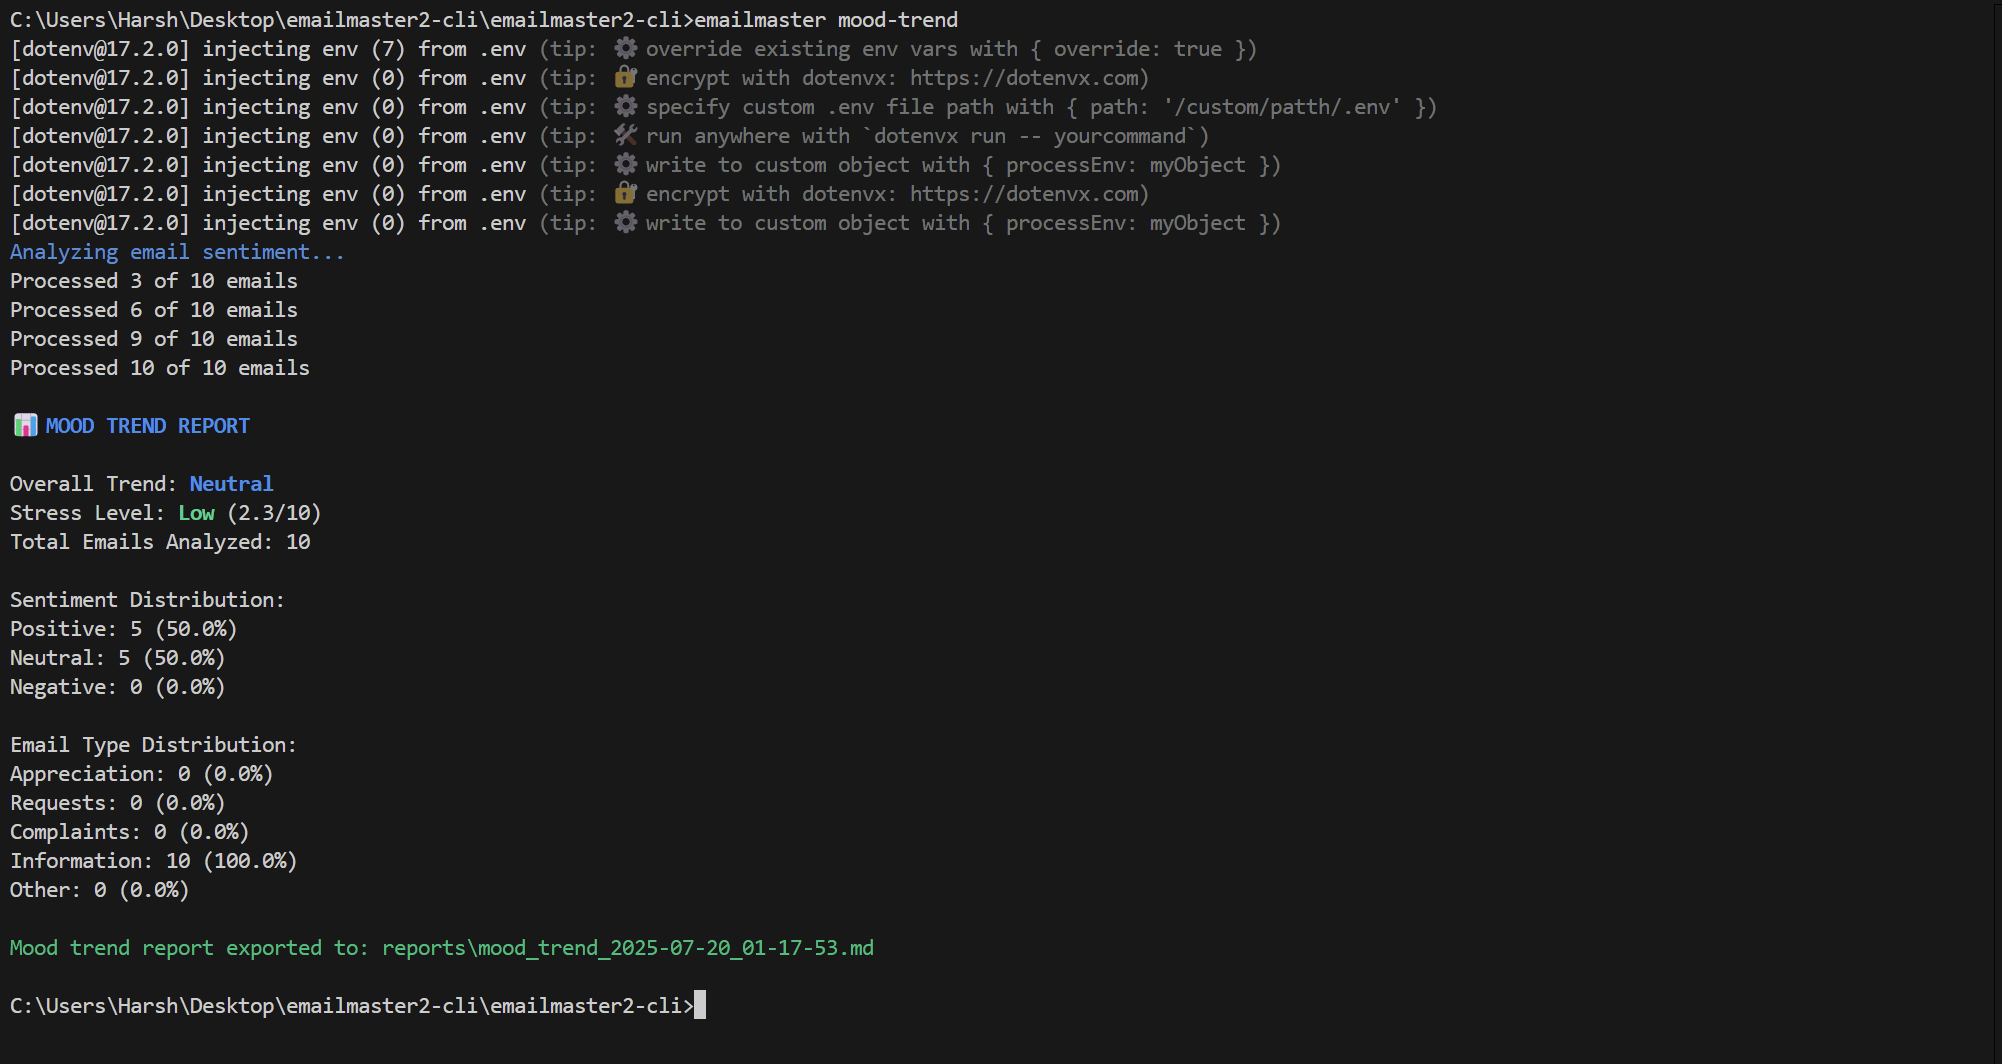 C:\Users\Harsh\Desktop\emailmaster2-cli\emailmaster2-cli>emailmaster mood-trend
[dotenv@17.2.0] injecting env (7) from .env (tip: ⚙️ override existing env vars with { override: true })
[dotenv@17.2.0] injecting env (0) from .env (tip: 🔐 encrypt with dotenvx: https://dotenvx.com)
[dotenv@17.2.0] injecting env (0) from .env (tip: ⚙️ specify custom .env file path with { path: '/custom/patth/.env' })
[dotenv@17.2.0] injecting env (0) from .env (tip: 🛠️ run anywhere with `dotenvx run -- yourcommand`)
[dotenv@17.2.0] injecting env (0) from .env (tip: ⚙️ write to custom object with { processEnv: myObject })
[dotenv@17.2.0] injecting env (0) from .env (tip: 🔐 encrypt with dotenvx: https://dotenvx.com)
[dotenv@17.2.0] injecting env (0) from .env (tip: ⚙️ write to custom object with { processEnv: myObject })
Analyzing email sentiment...
Processed 3 of 10 emails
Processed 6 of 10 emails
Processed 9 of 10 emails
Processed 10 of 10 emails
📊 MOOD TREND REPORT
Overall Trend: Neutral
Stress Level: Low (2.3/10)
Total Emails Analyzed: 10
Sentiment Distribution:
Positive: 5 (50.0%)
Neutral: 5 (50.0%)
Negative: 0 (0.0%)
Email Type Distribution:
Appreciation: 0 (0.0%)
Requests: 0 (0.0%)
Complaints: 0 (0.0%)
Information: 10 (100.0%)
Other: 0 (0.0%)
Mood trend report exported to: reports\mood_trend_2025-07-20_01-17-53.md
C:\Users\Harsh\Desktop\emailmaster2-cli\emailmaster2-cli>